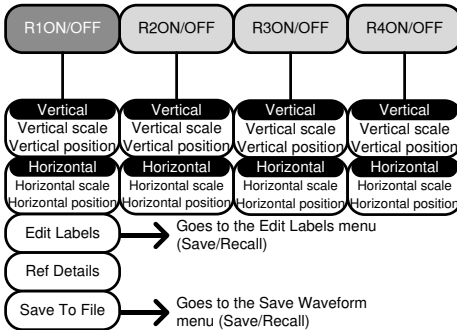 R1ON/OFF R2ON/OFF R3ON/OFF R4ON/OFF
Vertical Vertical Vertical Vertical
Vertical scale Vertical scale Vertical scale Vertical scale
Vertical position Vertical position Vertical position Vertical position
Horizontal Horizontal Horizontal Horizontal
Horizontal scale Horizontal scale Horizontal scale Horizontal scale
Horizontal position Horizontal position Horizontal position Horizontal position
Edit Labels Goes to the Edit Labels menu
(Save/Recall)
Ref Details
Save To File Goes to the Save Waveform
menu (Save/Recall)